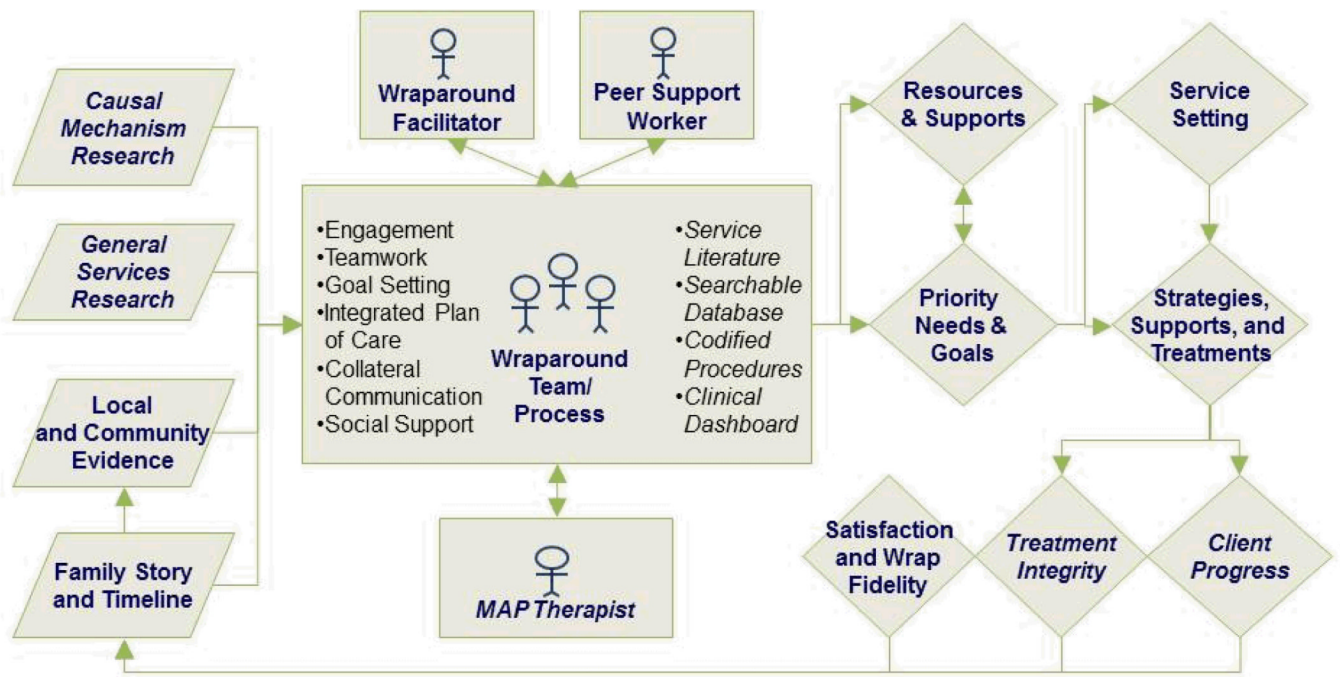 Causal
Mechanism
Research
General
Services
Research
Local
and Community
Evidence
Family Story
and Timeline
Wraparound
Facilitator
Peer Support
Worker
•Engagement
•Teamwork
•Goal Setting
•Integrated Plan
of Care
•Collateral
Communication
•Social Support
Wraparound
Team/
Process
•Service
Literature
•Searchable
Database
•Codified
Procedures
•Clinical
Dashboard
MAP Therapist
Resources
& Supports
Priority
Needs &
Goals
Service
Setting
Strategies,
Supports, and
Treatments
Satisfaction
and Wrap
Fidelity
Treatment
Integrity
Client
Progress